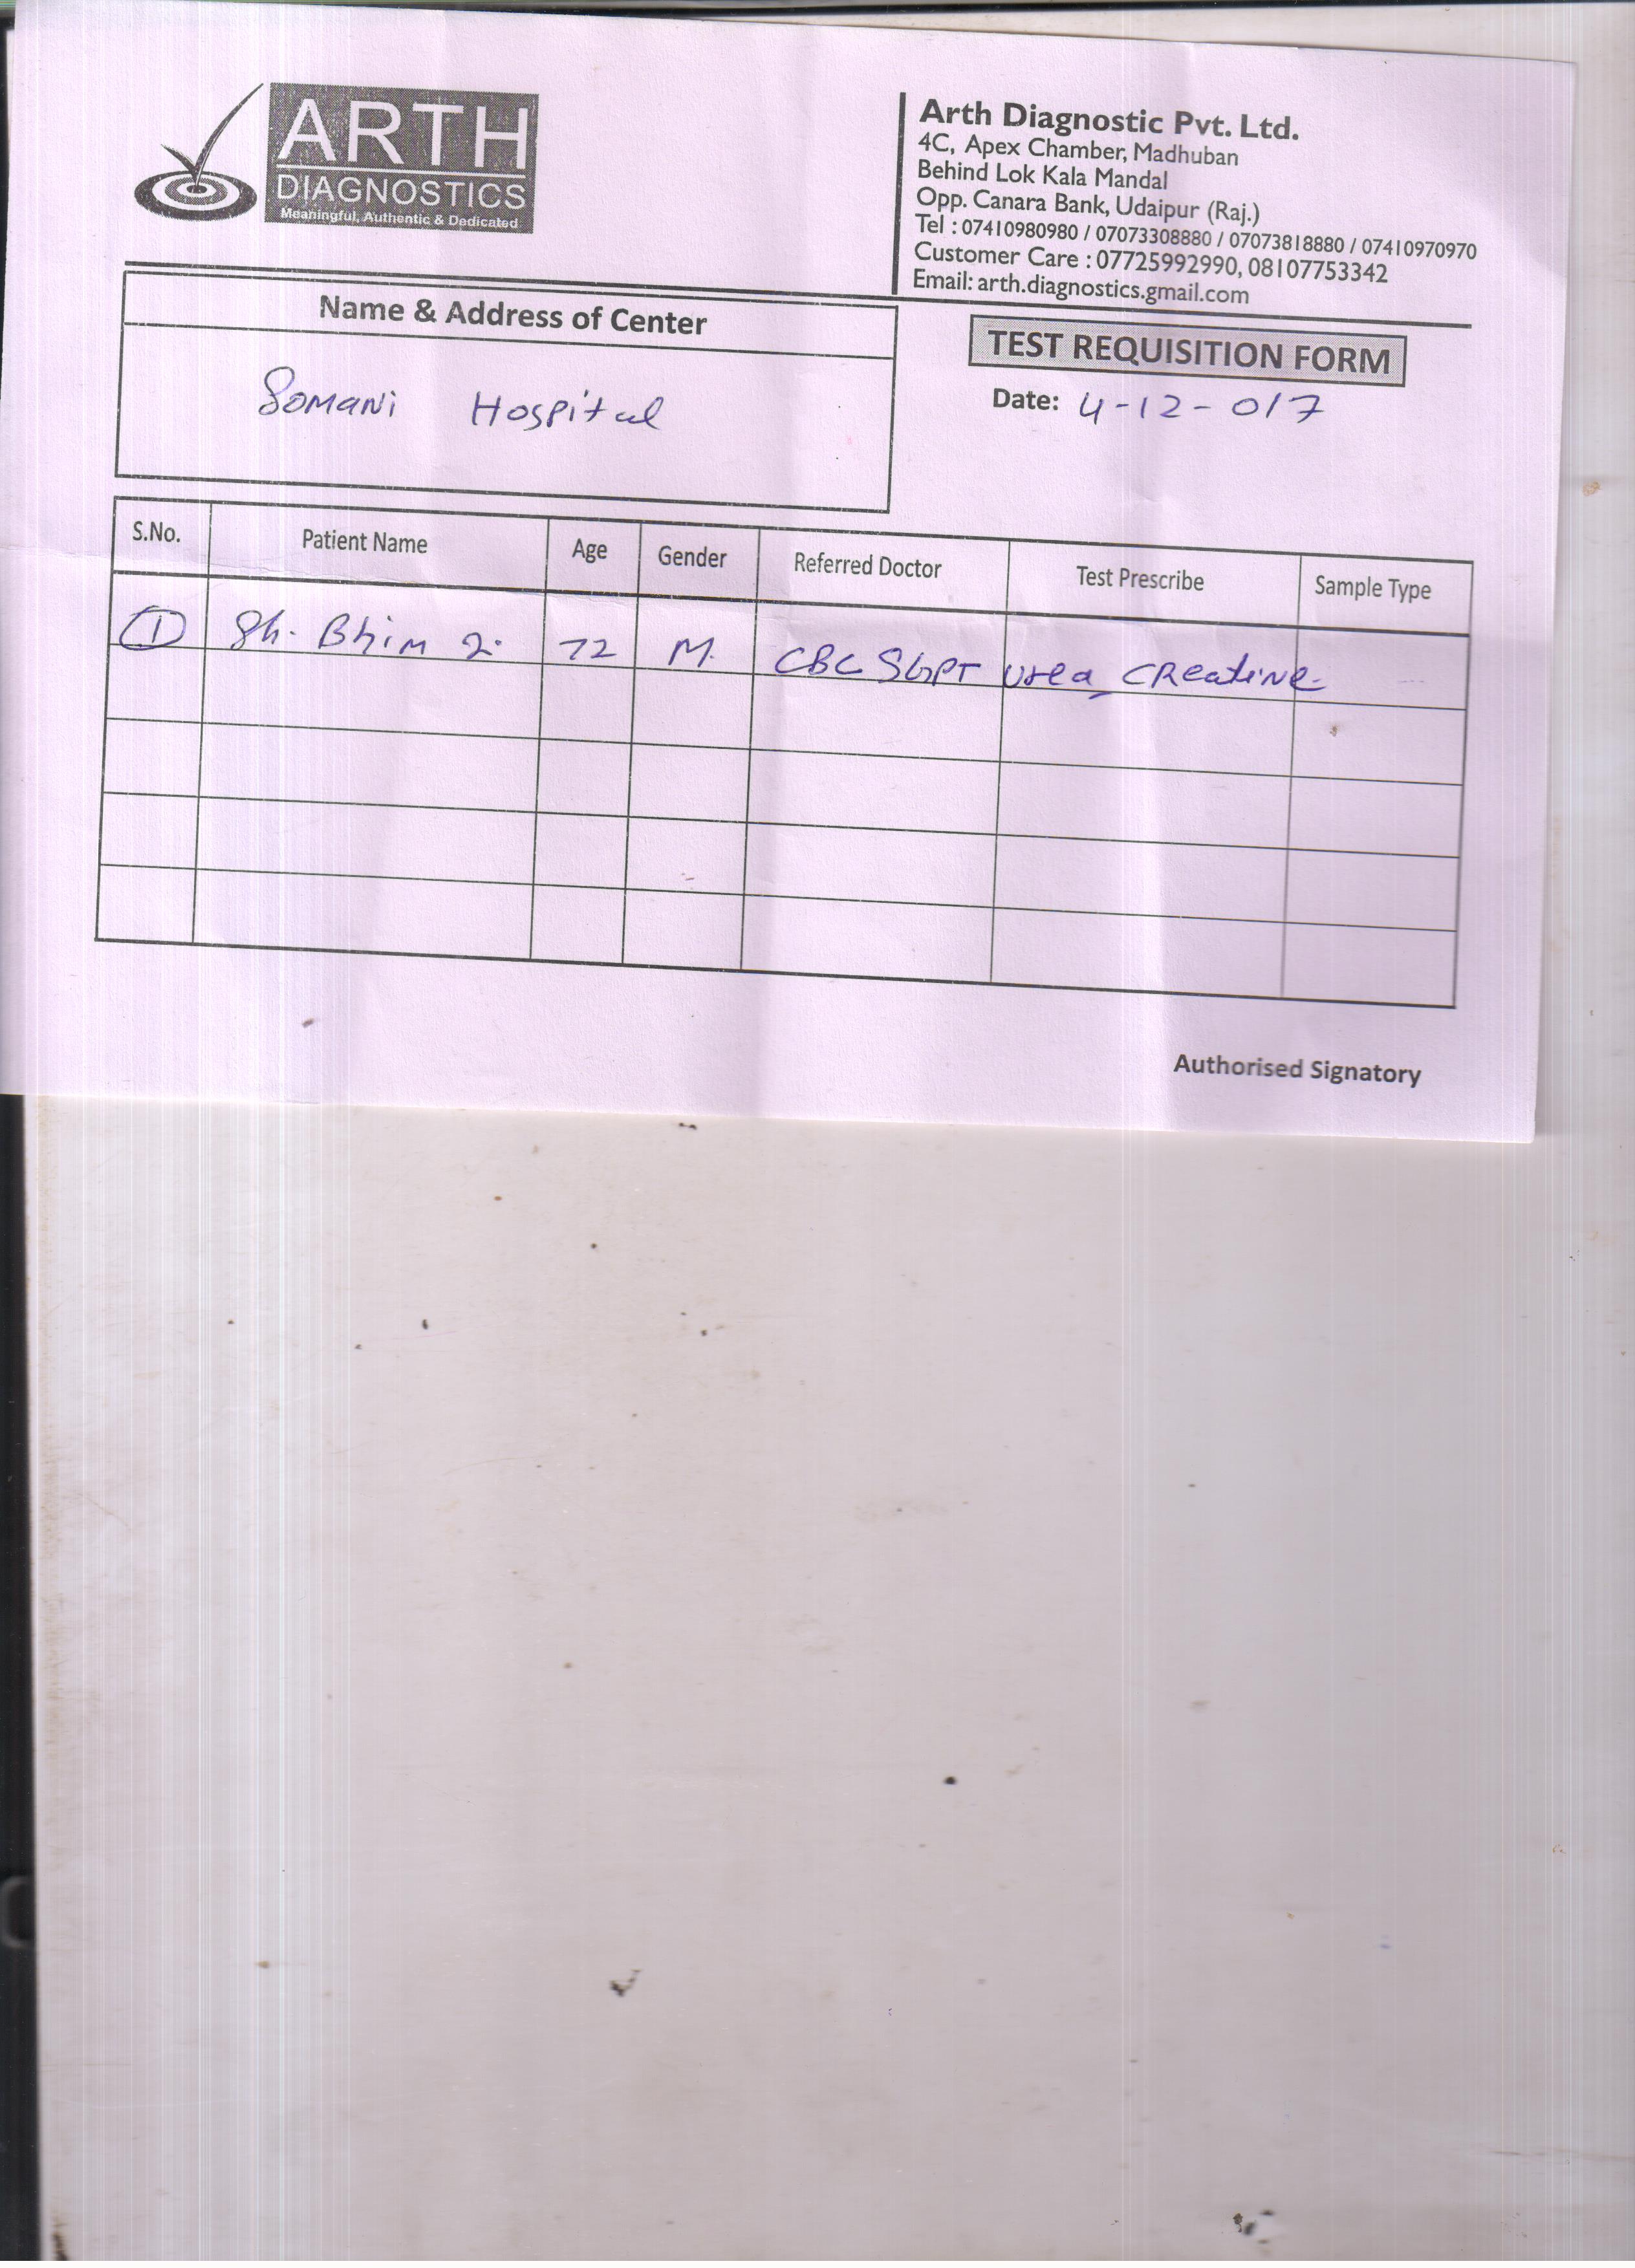 ARTH
DIAGNOSTICS
Meaningful, Authentic & Dedicated
Arth Diagnostic Pvt. Ltd.
4C, Apex Chamber, Madhuban
Behind Lok Kala Mandal
Opp. Canara Bank, Udaipur (Raj.)
Tel : 07410980980 / 07073308880 / 07073818880 / 07410970970
Customer Care : 07725992990, 08107753342
Email: arth.diagnostics.gmail.com
Name & Address of Center
Somani Hospital
TEST REQUISITION FORM
Date: 4-12-017
S.No. Patient Name Age Gender Referred Doctor Test Prescribe Sample Type
1 Sh. Bhim 72 M. CBC SGPT Urea Creatine
Authorised Signatory